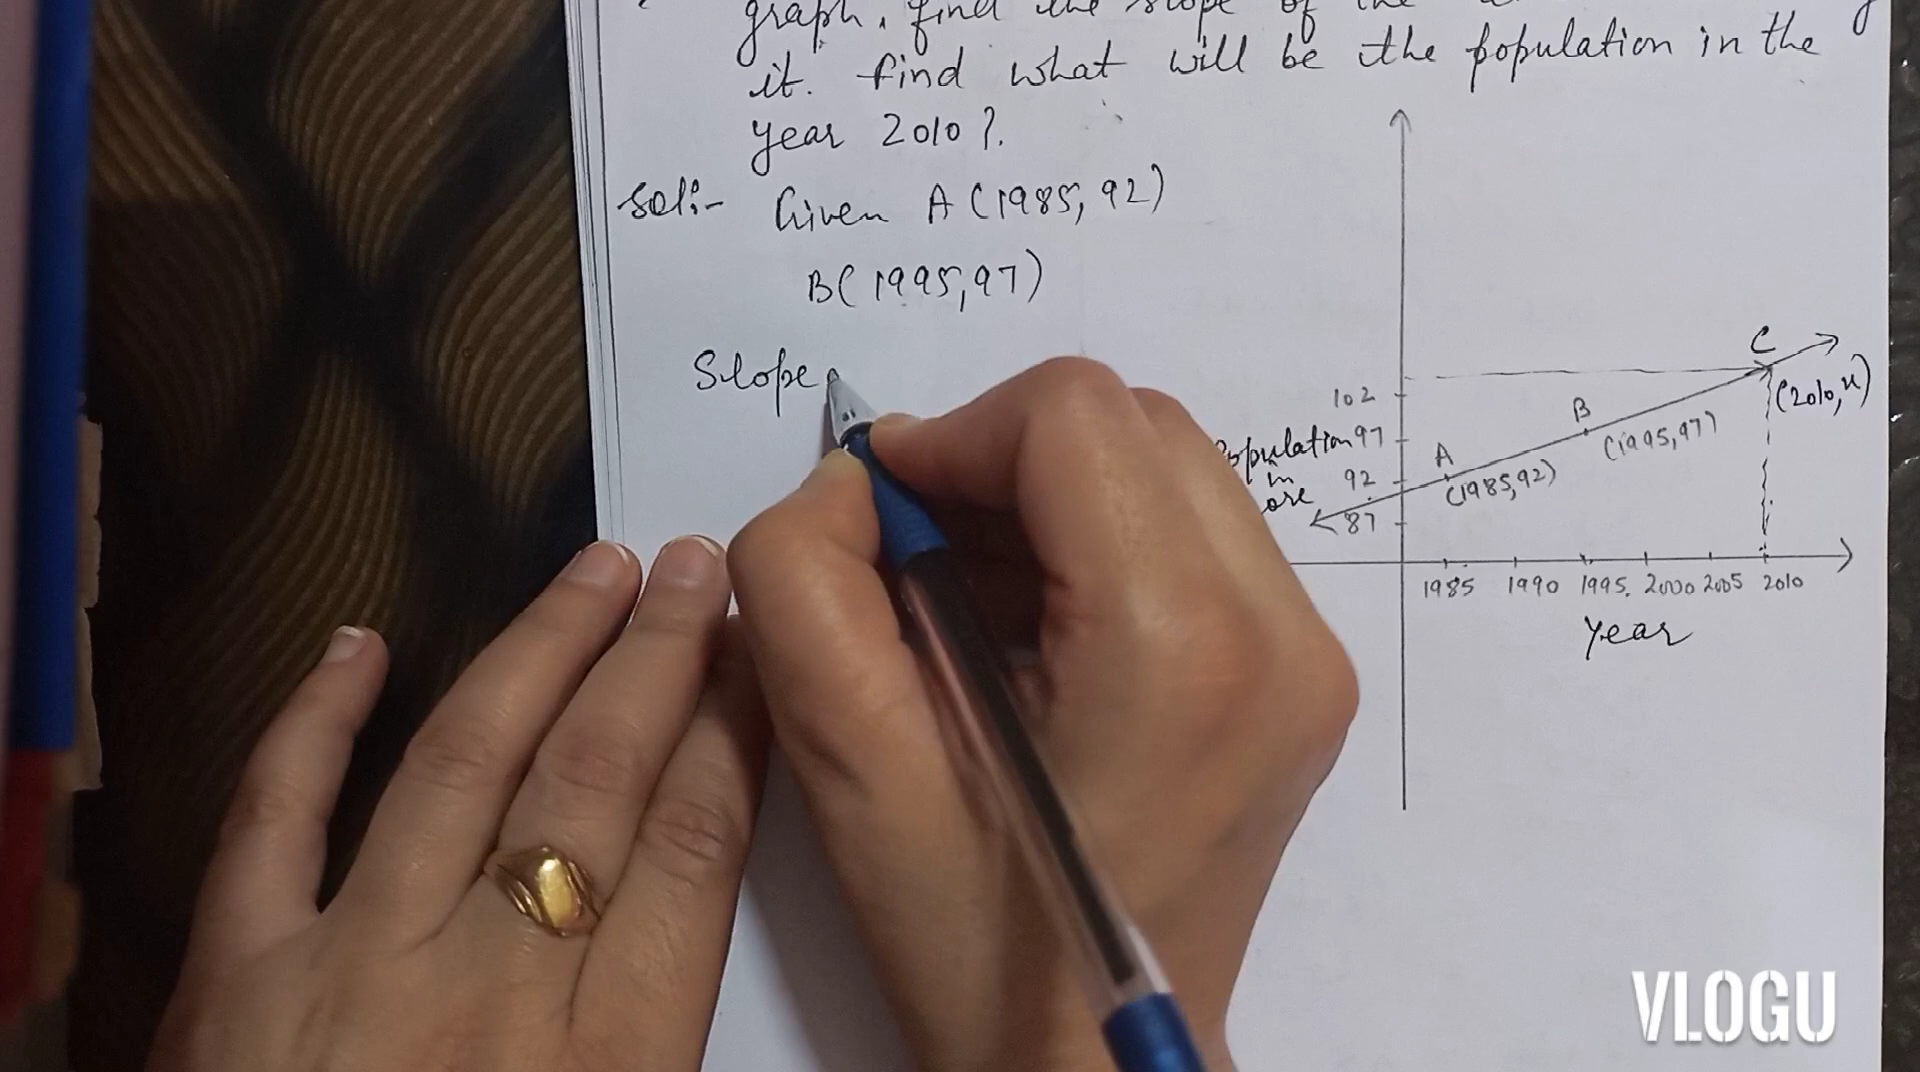 graph, find the slope of the
it. find what will be the population in the
year 2010?.
Sol:- Given A (1985, 92)
B( 1995, 97)
Slope
C
(2010, x)
102
B
(1995, 97)
Population 97
A
in 92
(1985, 92)
ore
87
1985 1990 1995. 2000 2005 2010
Year
VLOGU